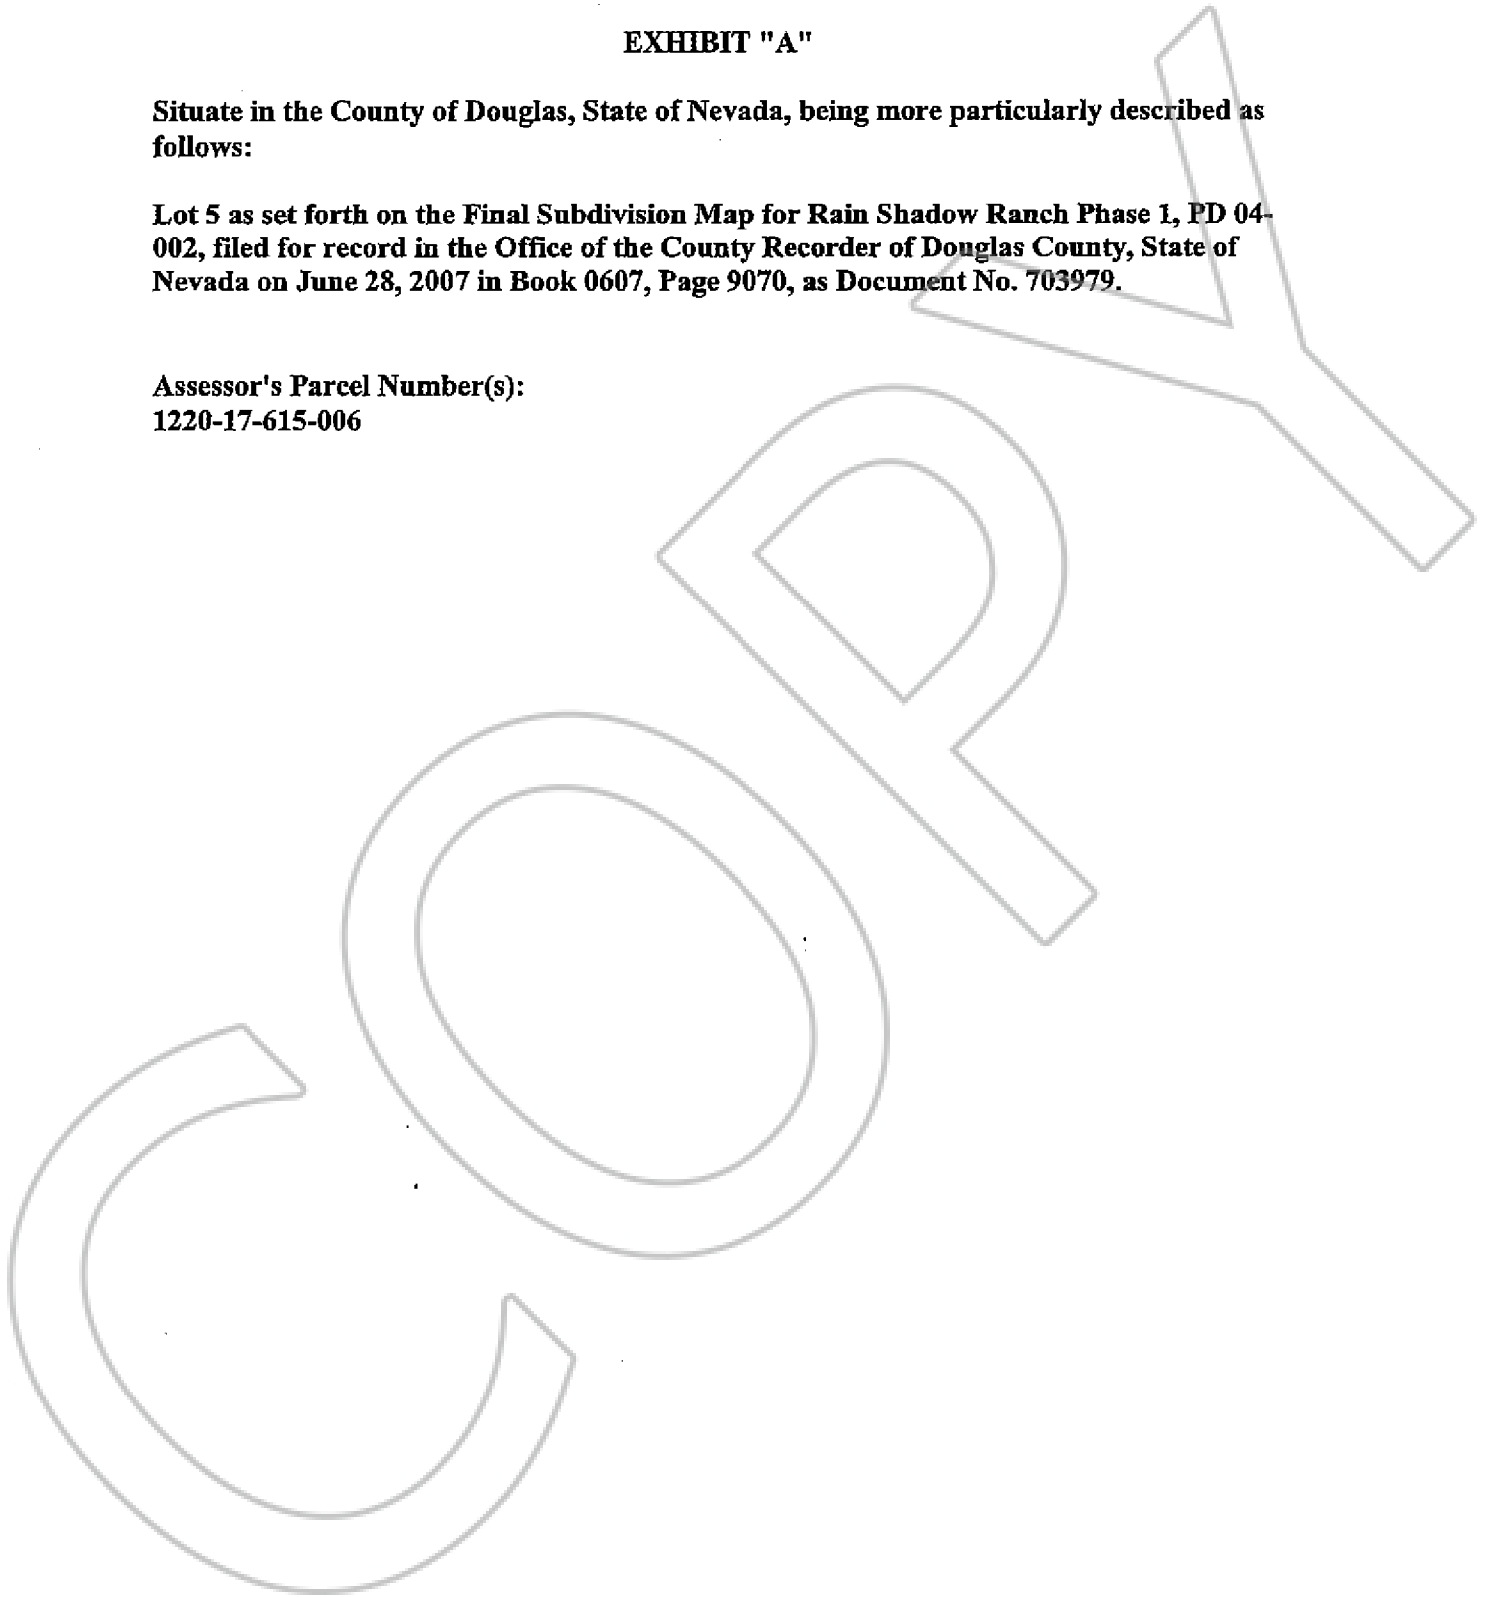 EXHIBIT "A"
Situate in the County of Douglas, State of Nevada, being more particularly described as
follows:
Lot 5 as set forth on the Final Subdivision Map for Rain Shadow Ranch Phase 1, PD 04-
002, filed for record in the Office of the County Recorder of Douglas County, State of
Nevada on June 28, 2007 in Book 0607, Page 9070, as Document No. 703979.
Assessor's Parcel Number(s):
1220-17-615-006
COPY